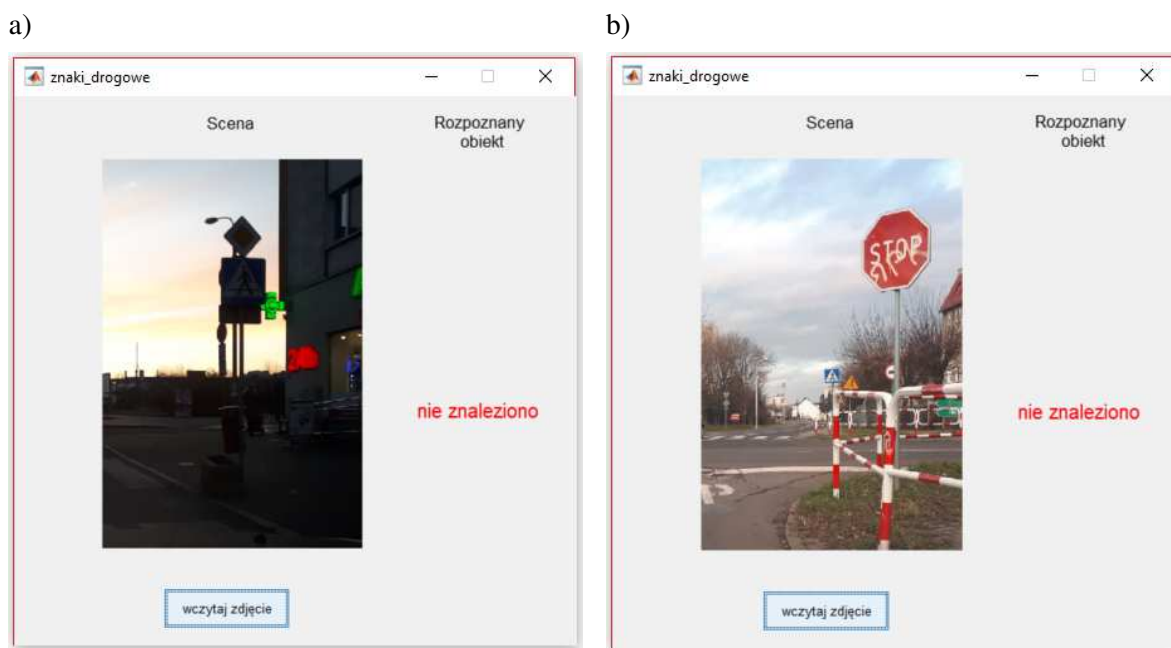 a)
b)
znaki_drogowe
Scena
Rozpoznany
obiekt
nie znaleziono
wczytaj zdjęcie
znaki_drogowe
Scena
Rozpoznany
obiekt
STOP
nie znaleziono
wczytaj zdjęcie